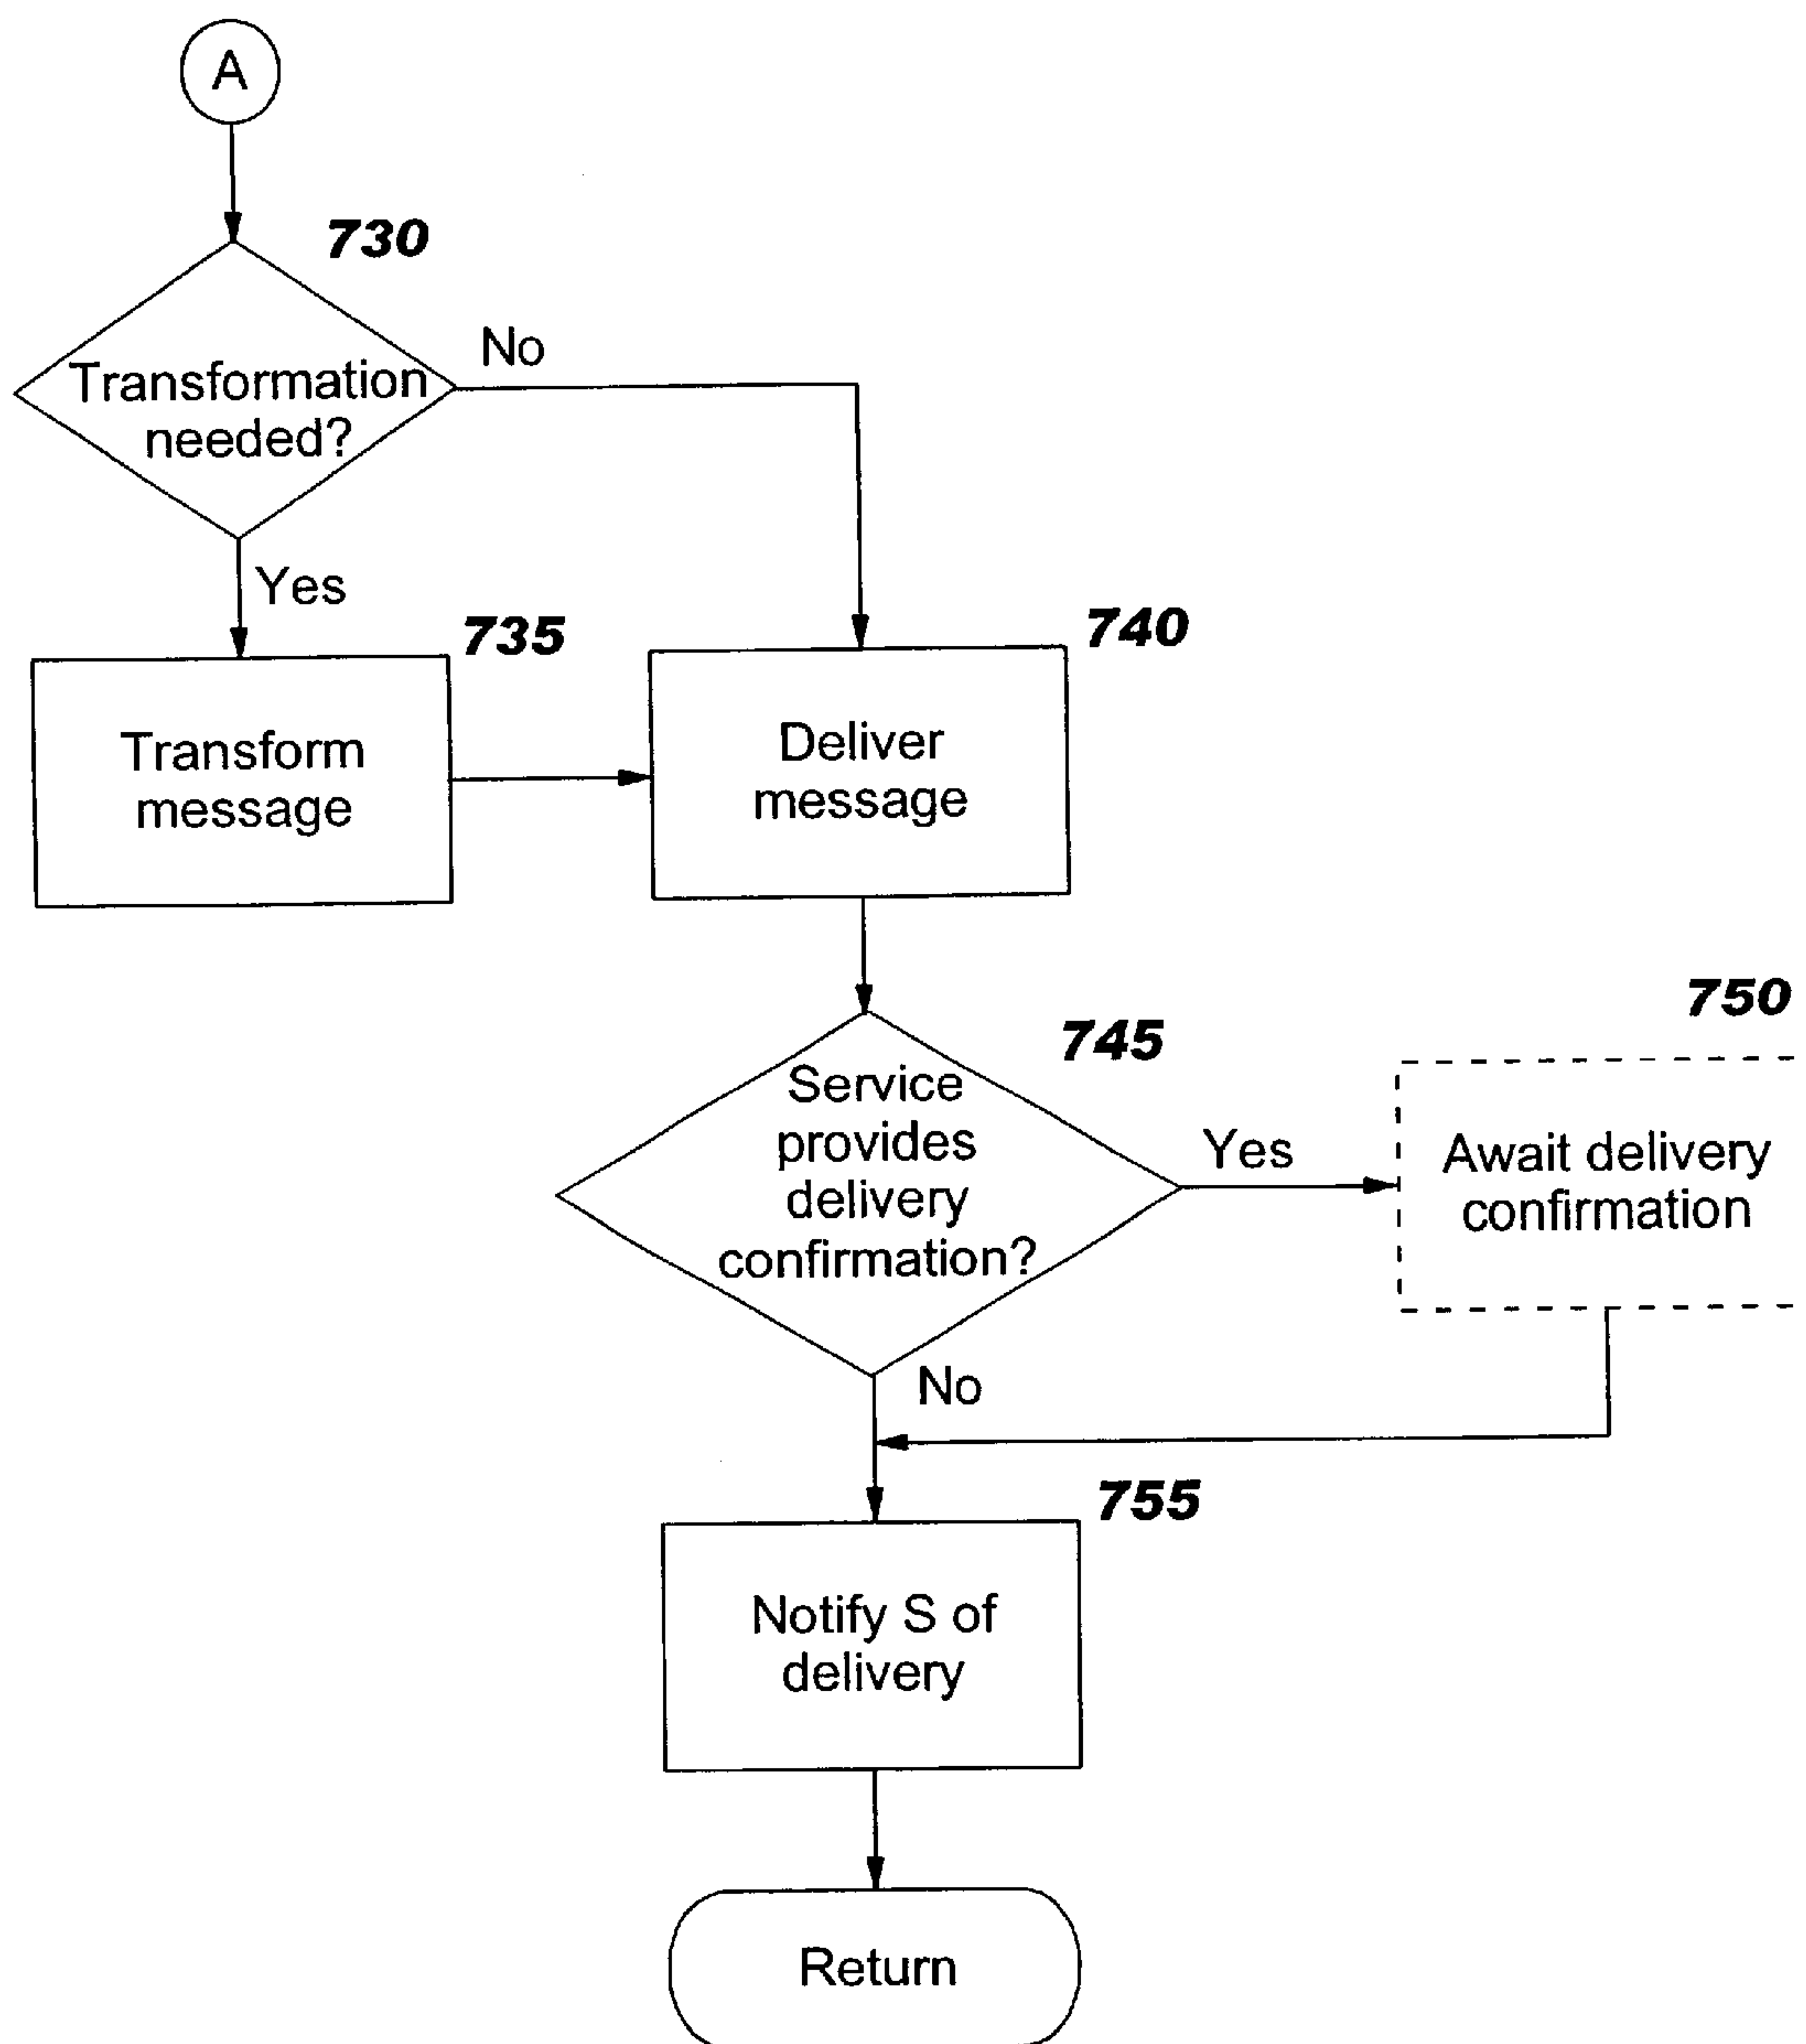 A
730
Transformation
needed?
No
Yes
735
Transform
message
740
Deliver
message
745
Service
provides
delivery
confirmation?
Yes
750
Await delivery
confirmation
No
755
Notify S of
delivery
Return